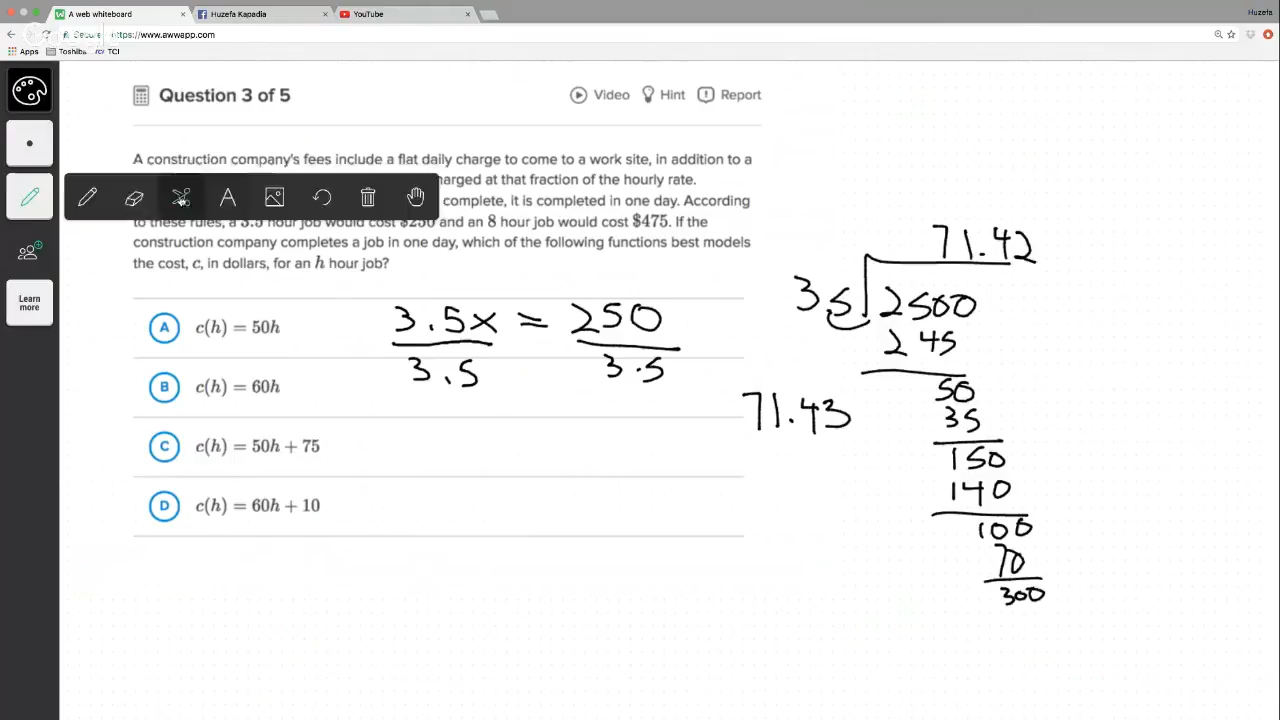 A web whiteboard
Huzefa Kapadia
YouTube
Huzefa
Secure
https://www.awwapp.com
Apps
Toshiba
TCI
Question 3 of 5
Video
Hint
Report
A construction company's fees include a flat daily charge to come to a work site, in addition to a
harged at that fraction of the hourly rate.
complete, it is completed in one day. According
to these rules, a 3.5 hour job would cost $250 and an 8 hour job would cost $475. If the
construction company completes a job in one day, which of the following functions best models
the cost, c, in dollars, for an h hour job?
Learn
more
A c(h) = 50h
B c(h) = 60h
C c(h) = 50h + 75
D c(h) = 60h + 10
3.5x = 250
3.5 3.5
71.43
71.42
35 2500
245
50
35
150
140
100
70
300